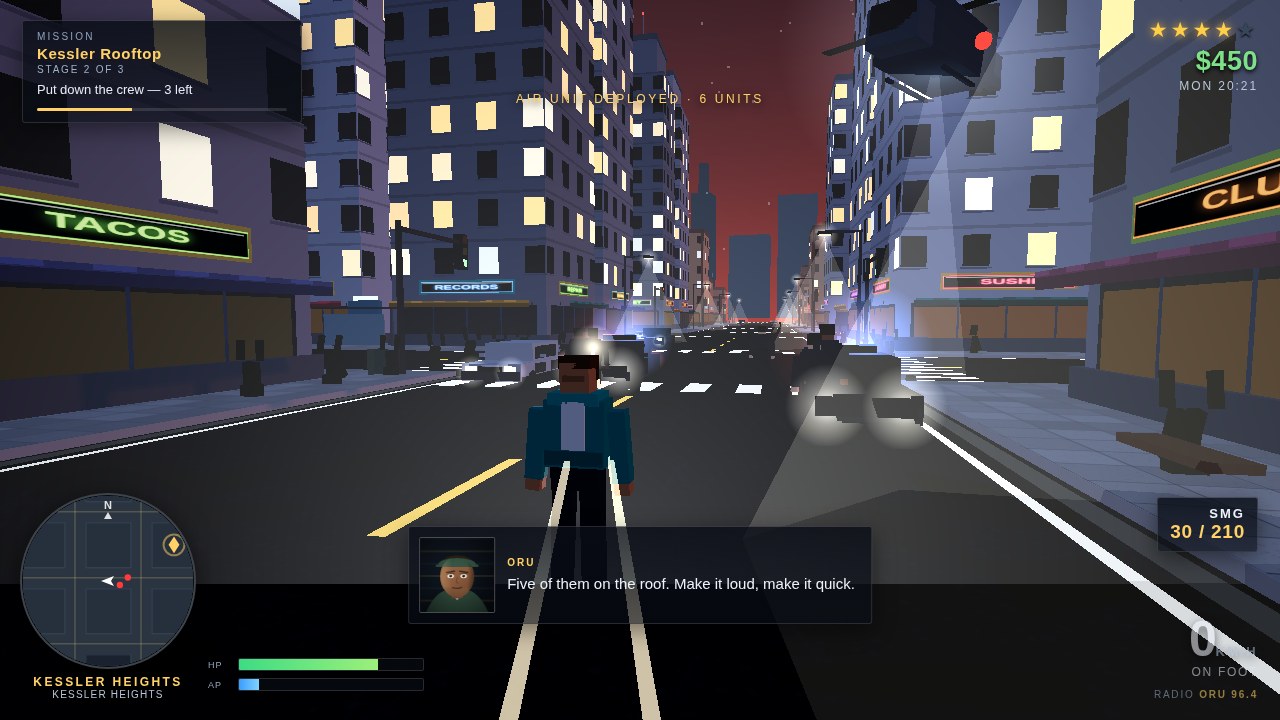 MISSION
Kessler Rooftop
STAGE 2 OF 3
Put down the crew — 3 left
★★★★☆
$450
MON 20:21
AIR UNIT DEPLOYED · 6 UNITS
TACOS
CLU
RECORDS
SUSHI
N
SMG
30 / 210
ORU
Five of them on the roof. Make it loud, make it quick.
HP
AP
KESSLER HEIGHTS
KESSLER HEIGHTS
0
ON FOOT
RADIO ORU 96.4